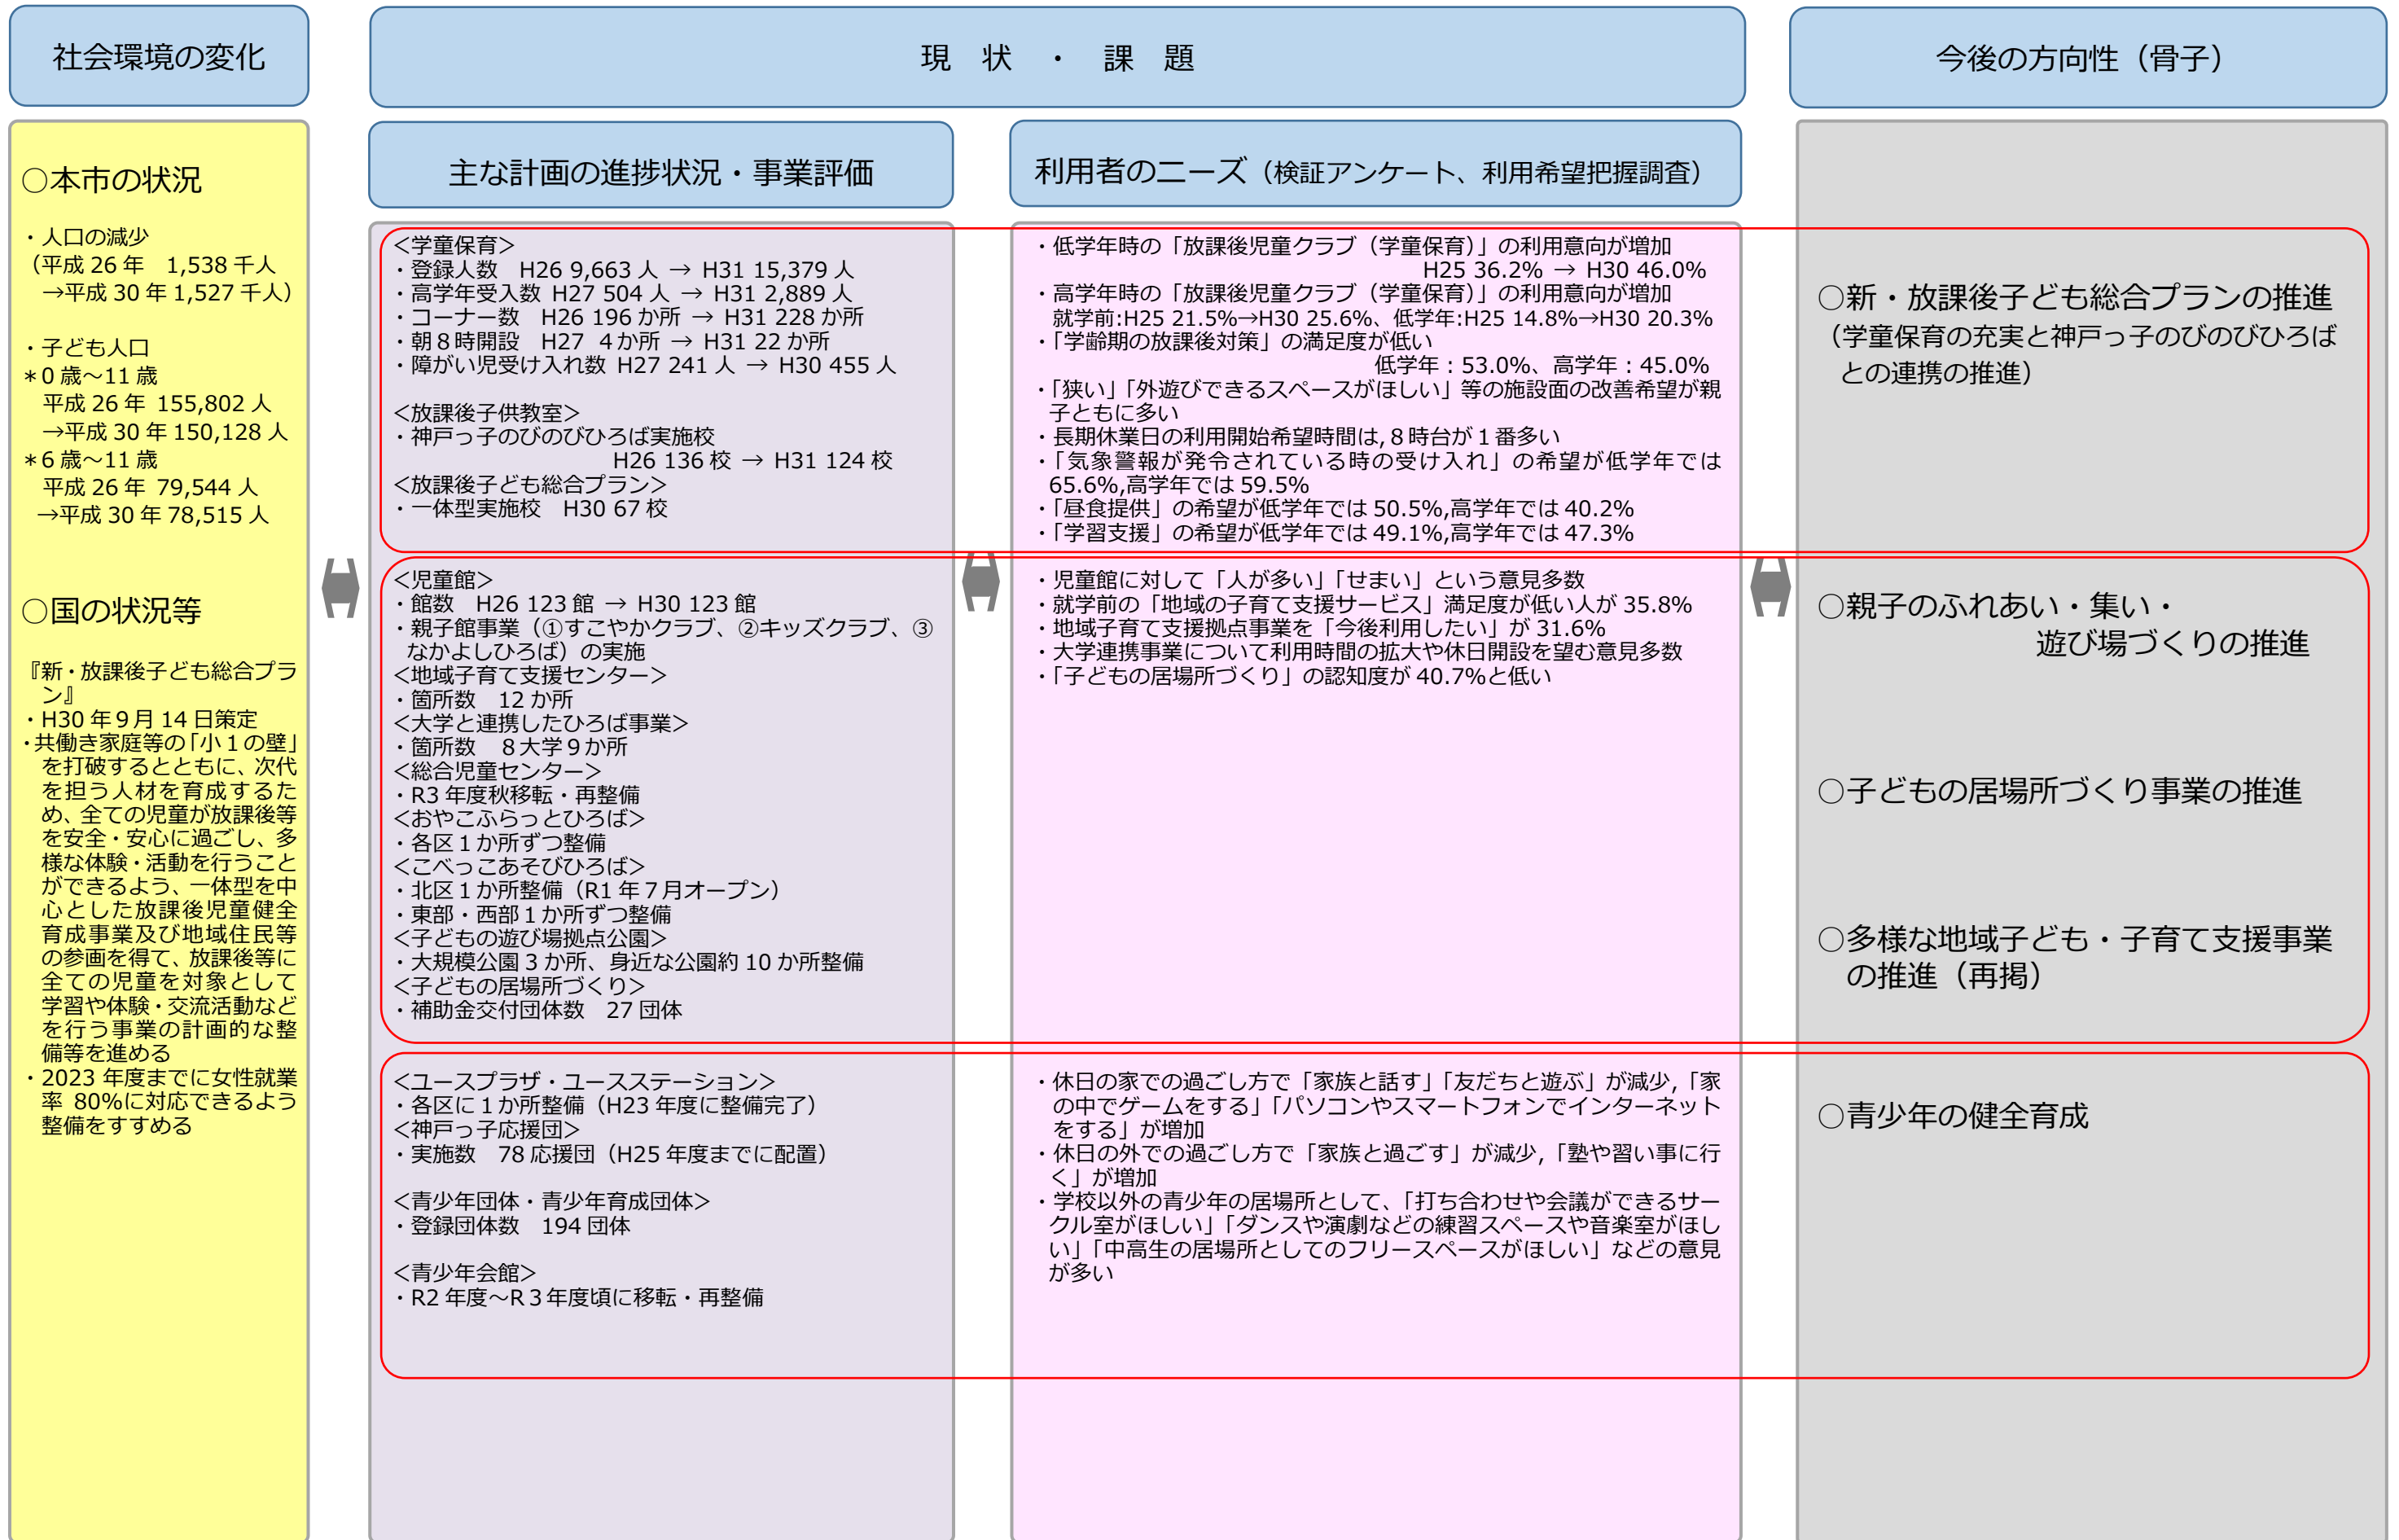 社会環境の変化
現　状　・　課　題
今後の方向性（骨子）
○本市の状況
・人口の減少
（平成 26 年　1,538 千人
→平成 30 年 1,527 千人）
・子ども人口
＊0 歳～11 歳
平成 26 年 155,802 人
→平成 30 年 150,128 人
＊6 歳～11 歳
平成 26 年 79,544 人
→平成 30 年 78,515 人
○国の状況等
『新・放課後子ども総合プラ
ン』
・H30 年９月 14 日策定
・共働き家庭等の「小１の壁」
を打破するとともに、次代
を担う人材を育成するた
め、全ての児童が放課後等
を安全・安心に過ごし、多
様な体験・活動を行うこと
ができるよう、一体型を中
心とした放課後児童健全
育成事業及び地域住民等
の参画を得て、放課後等に
全ての児童を対象として
学習や体験・交流活動など
を行う事業の計画的な整
備等を進める
・2023 年度までに女性就業
率 80%に対応できるよう
整備をすすめる
主な計画の進捗状況・事業評価
＜学童保育＞
・登録人数　H26 9,663 人 → H31 15,379 人
・高学年受入数 H27 504 人 → H31 2,889 人
・コーナー数　H26 196 か所 → H31 228 か所
・朝８時開設　H27 ４か所 → H31 22 か所
・障がい児受け入れ数 H27 241 人 → H30 455 人
＜放課後子供教室＞
・神戸っ子のびのびひろば実施校
H26 136 校 → H31 124 校
＜放課後子ども総合プラン＞
・一体型実施校　H30 67 校
＜児童館＞
・館数　H26 123 館 → H30 123 館
・親子館事業（①すこやかクラブ、②キッズクラブ、③
なかよしひろば）の実施
＜地域子育て支援センター＞
・箇所数　12 か所
＜大学と連携したひろば事業＞
・箇所数　８大学９か所
＜総合児童センター＞
・R3 年度秋移転・再整備
＜おやこふらっとひろば＞
・各区１か所ずつ整備
＜こべっこあそびひろば＞
・北区１か所整備（R1 年７月オープン）
・東部・西部１か所ずつ整備
＜子どもの遊び場拠点公園＞
・大規模公園 3 か所、身近な公園約 10 か所整備
＜子どもの居場所づくり＞
・補助金交付団体数　27 団体
＜ユースプラザ・ユースステーション＞
・各区に１か所整備（H23 年度に整備完了）
＜神戸っ子応援団＞
・実施数　78 応援団（H25 年度までに配置）
＜青少年団体・青少年育成団体＞
・登録団体数　194 団体
＜青少年会館＞
・R2 年度～R３年度頃に移転・再整備
利用者のニーズ（検証アンケート、利用希望把握調査）
・低学年時の「放課後児童クラブ（学童保育）」の利用意向が増加
H25 36.2% → H30 46.0%
・高学年時の「放課後児童クラブ（学童保育）」の利用意向が増加
就学前:H25 21.5%→H30 25.6%、低学年:H25 14.8%→H30 20.3%
・「学齢期の放課後対策」の満足度が低い
低学年：53.0%、高学年：45.0%
・「狭い」「外遊びできるスペースがほしい」等の施設面の改善希望が親
子ともに多い
・長期休業日の利用開始希望時間は,８時台が１番多い
・「気象警報が発令されている時の受け入れ」の希望が低学年では
65.6%,高学年では 59.5%
・「昼食提供」の希望が低学年では 50.5%,高学年では 40.2%
・「学習支援」の希望が低学年では 49.1%,高学年では 47.3%
・児童館に対して「人が多い」「せまい」という意見多数
・就学前の「地域の子育て支援サービス」満足度が低い人が 35.8%
・地域子育て支援拠点事業を「今後利用したい」が 31.6%
・大学連携事業について利用時間の拡大や休日開設を望む意見多数
・「子どもの居場所づくり」の認知度が 40.7%と低い
・休日の家での過ごし方で「家族と話す」「友だちと遊ぶ」が減少,「家
の中でゲームをする」「パソコンやスマートフォンでインターネット
をする」が増加
・休日の外での過ごし方で「家族と過ごす」が減少,「塾や習い事に行
く」が増加
・学校以外の青少年の居場所として、「打ち合わせや会議ができるサー
クル室がほしい」「ダンスや演劇などの練習スペースや音楽室がほし
い」「中高生の居場所としてのフリースペースがほしい」などの意見
が多い
○新・放課後子ども総合プランの推進
（学童保育の充実と神戸っ子のびのびひろば
との連携の推進）
○親子のふれあい・集い・
遊び場づくりの推進
○子どもの居場所づくり事業の推進
○多様な地域子ども・子育て支援事業
の推進（再掲）
○青少年の健全育成